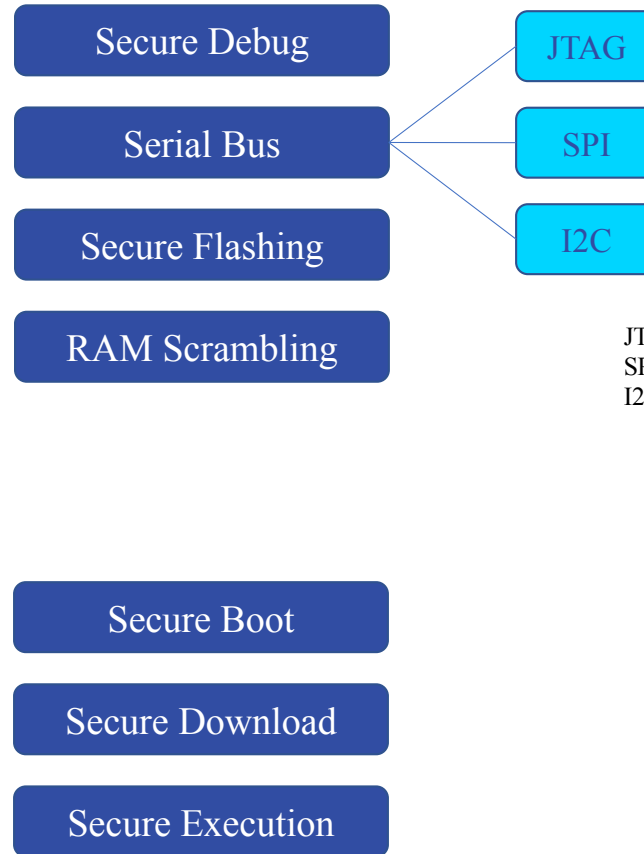 Secure Debug
JTAG
Serial Bus
SPI
Secure Flashing
I2C
RAM Scrambling
Secure Boot
Secure Download
Secure Execution